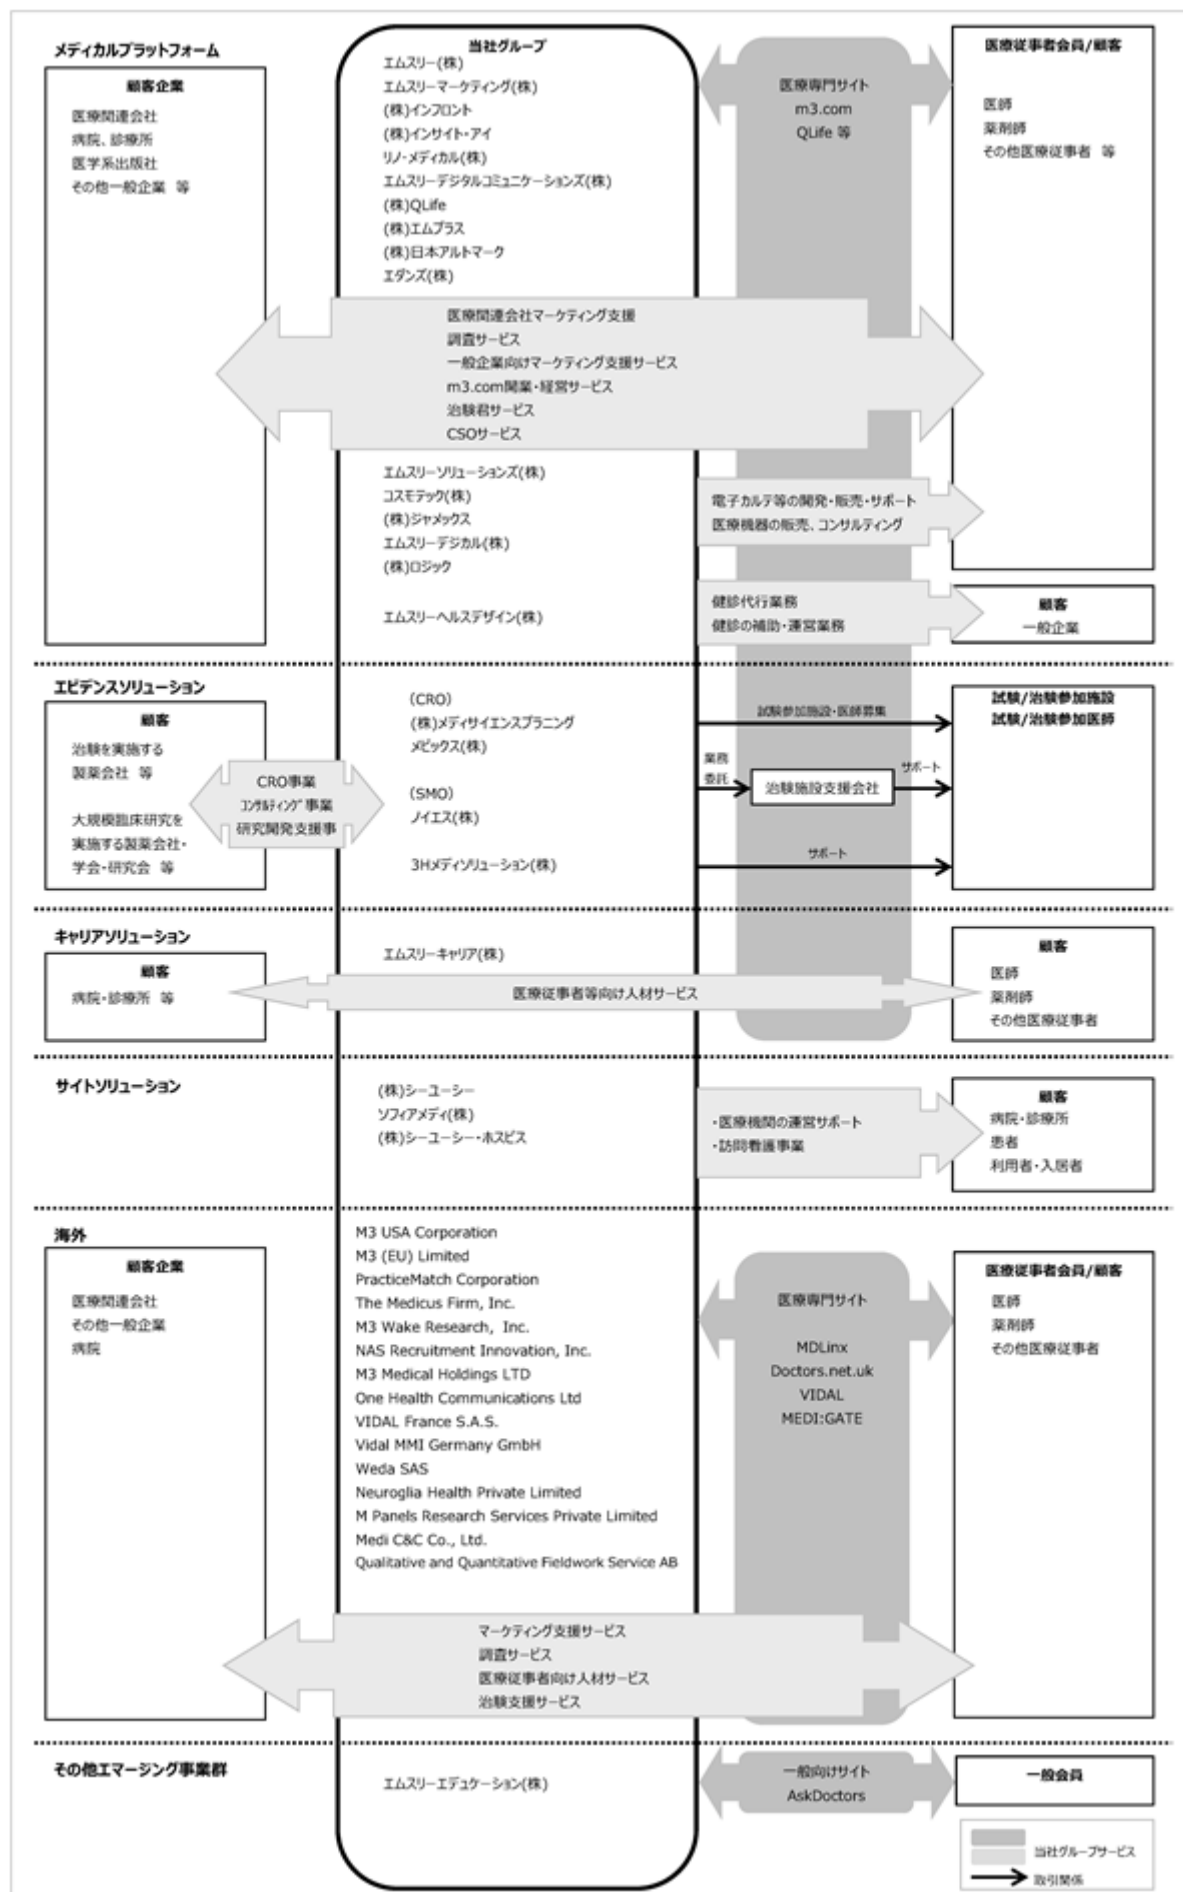 メディカルプラットフォーム
顧客企業
医療関連会社
病院、診療所
医学系出版社
その他一般企業 等
当社グループ
エムスリー(株)
エムスリーマーケティング(株)
(株)インフロント
(株)インサイト・アイ
リノ・メディカル(株)
エムスリーデジタルコミュニケーションズ(株)
(株)QLife
(株)エムプラス
(株)日本アルトマーク
エダンズ(株)
医療専門サイト
m3.com
QLife 等
医療従事者会員/顧客
医師
薬剤師
その他医療従事者 等
医療関連会社マーケティング支援
調査サービス
一般企業向けマーケティング支援サービス
m3.com開業・経営サービス
治験君サービス
CSOサービス
エムスリーソリューションズ(株)
コスモテック(株)
(株)ジャメックス
エムスリーデジカル(株)
(株)ロジック
電子カルテ等の開発・販売・サポート
医療機器の販売、コンサルティング
エムスリーヘルスデザイン(株)
健診代行業務
健診の補助・運営業務
顧客
一般企業
エビデンスソリューション
顧客
治験を実施する
製薬会社 等
大規模臨床研究を
実施する製薬会社・
学会・研究会 等
CRO事業
コンサルティング事業
研究開発支援事
(CRO)
(株)メディサイエンスプラニング
メビックス(株)
(SMO)
ノイエス(株)
3Hメディソリューション(株)
試験参加施設・医師募集
業務
委託
治験施設支援会社
サポート
サポート
試験/治験参加施設
試験/治験参加医師
キャリアソリューション
顧客
病院・診療所 等
エムスリーキャリア(株)
医療従事者等向け人材サービス
顧客
医師
薬剤師
その他医療従事者
サイトソリューション
(株)シーユーシー
ソフィアメディ(株)
(株)シーユーシー・ホスピス
・医療機関の運営サポート
・訪問看護事業
顧客
病院・診療所
患者
利用者・入居者
海外
顧客企業
医療関連会社
その他一般企業
病院
M3 USA Corporation
M3 (EU) Limited
PracticeMatch Corporation
The Medicus Firm, Inc.
M3 Wake Research, Inc.
NAS Recruitment Innovation, Inc.
M3 Medical Holdings LTD
One Health Communications Ltd
VIDAL France S.A.S.
Vidal MMI Germany GmbH
Weda SAS
Neuroglia Health Private Limited
M Panels Research Services Private Limited
Medi C&C Co., Ltd.
Qualitative and Quantitative Fieldwork Service AB
医療専門サイト
MDLinx
Doctors.net.uk
VIDAL
MEDI:GATE
医療従事者会員/顧客
医師
薬剤師
その他医療従事者
マーケティング支援サービス
調査サービス
医療従事者向け人材サービス
治験支援サービス
その他エマージング事業群
エムスリーエデュケーション(株)
一般向けサイト
AskDoctors
一般会員
当社グループサービス
取引関係